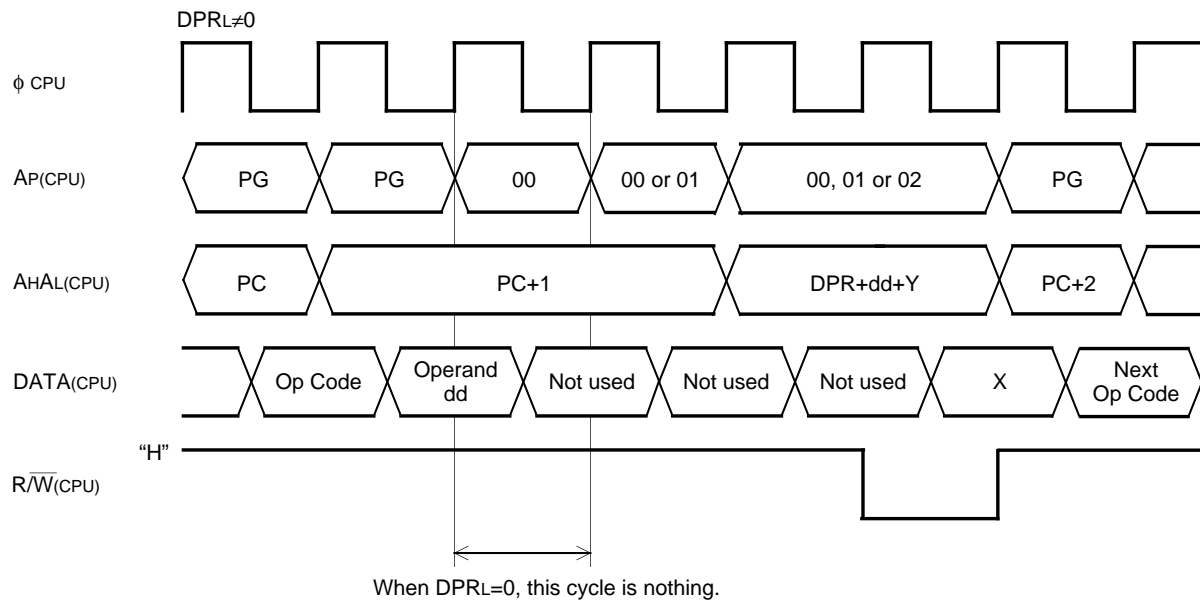 DPRL≠0
ϕ CPU
AP(CPU) PG PG 00 00 or 01 00, 01 or 02 PG
AHAL(CPU) PC PC+1 DPR+dd+Y PC+2
DATA(CPU) Op Code Operand dd Not used Not used Not used X Next Op Code
“H”
R/W̅(CPU)
When DPRL=0, this cycle is nothing.